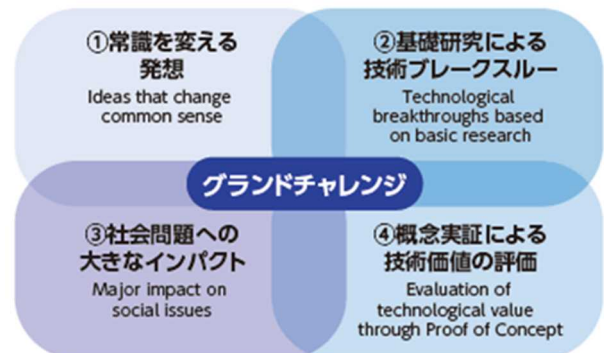 ①常識を変える
発想
Ideas that change
common sense
②基礎研究による
技術ブレークスルー
Technological
breakthroughs based
on basic research
グランドチャレンジ
③社会問題への
大きなインパクト
Major impact on
social issues
④概念実証による
技術価値の評価
Evaluation of
technological value
through Proof of Concept